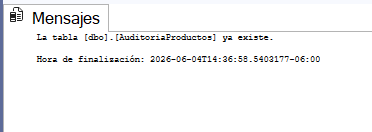 Mensajes
La tabla [dbo].[AuditoriaProductos] ya existe.
Hora de finalización: 2026-06-04T14:36:58.5403177-06:00